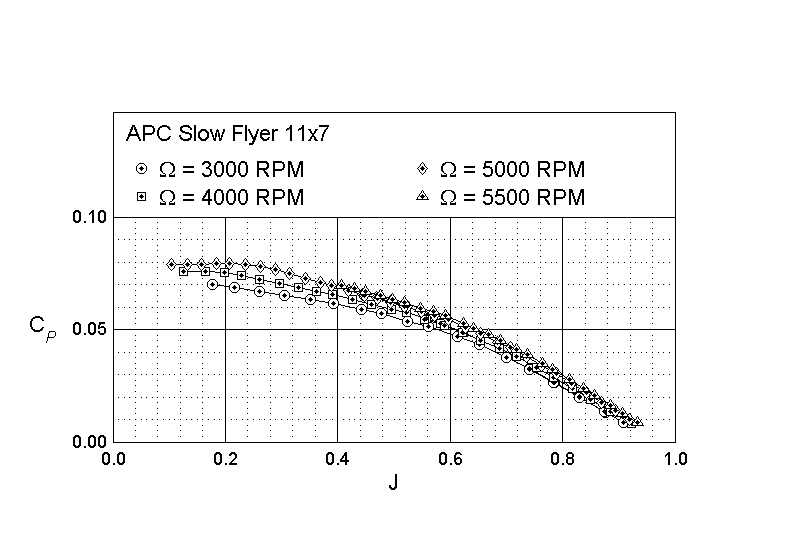 APC Slow Flyer 11x7
Ω = 3000 RPM Ω = 5000 RPM
Ω = 4000 RPM Ω = 5500 RPM
0.10
0.05
0.00
C_P
0.0 0.2 0.4 0.6 0.8 1.0
J